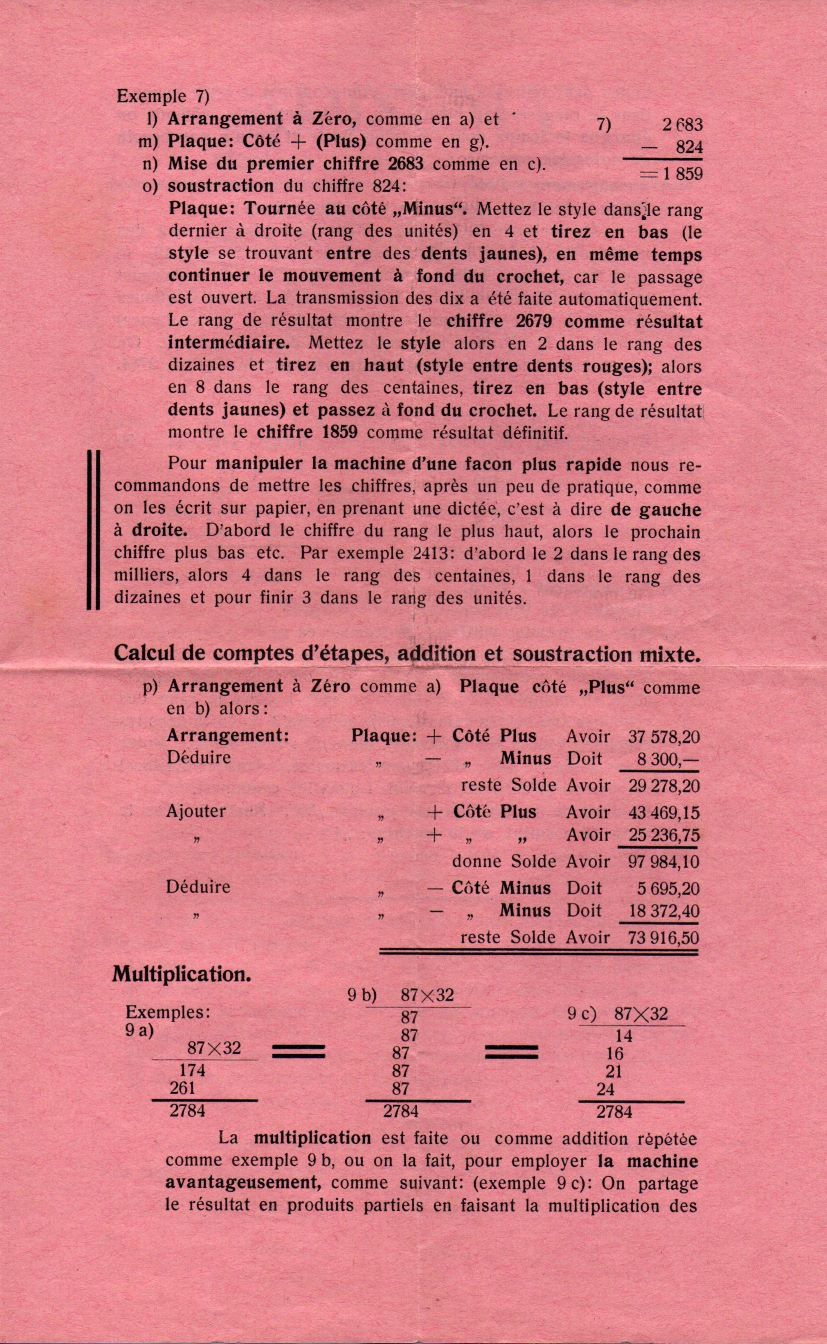 Exemple 7)
l) Arrangement à Zéro, comme en a) et 7) 2 683
m) Plaque: Côté + (Plus) comme en g). — 824
n) Mise du premier chiffre 2683 comme en c). = 1 859
o) soustraction du chiffre 824:
Plaque: Tournée au côté „Minus“. Mettez le style dans le rang
dernier à droite (rang des unités) en 4 et tirez en bas (le
style se trouvant entre des dents jaunes), en même temps
continuer le mouvement à fond du crochet, car le passage
est ouvert. La transmission des dix a été faite automatiquement.
Le rang de résultat montre le chiffre 2679 comme résultat
intermédiaire. Mettez le style alors en 2 dans le rang des
dizaines et tirez en haut (style entre dents rouges); alors
en 8 dans le rang des centaines, tirez en bas (style entre
dents jaunes) et passez à fond du crochet. Le rang de résultat
montre le chiffre 1859 comme résultat définitif.
Pour manipuler la machine d'une facon plus rapide nous re-
commandons de mettre les chiffres, après un peu de pratique, comme
on les écrit sur papier, en prenant une dictée, c'est à dire de gauche
à droite. D'abord le chiffre du rang le plus haut, alors le prochain
chiffre plus bas etc. Par exemple 2413: d'abord le 2 dans le rang des
milliers, alors 4 dans le rang des centaines, 1 dans le rang des
dizaines et pour finir 3 dans le rang des unités.
Calcul de comptes d'étapes, addition et soustraction mixte.
p) Arrangement à Zéro comme a) Plaque côté „Plus“ comme
en b) alors:
Arrangement: Plaque: + Côté Plus Avoir 37 578,20
Déduire „ — „ Minus Doit 8 300,—
reste Solde Avoir 29 278,20
Ajouter „ + Côté Plus Avoir 43 469,15
„ „ + „ „ Avoir 25 236,75
donne Solde Avoir 97 984,10
Déduire „ — Côté Minus Doit 5 695,20
„ „ — „ Minus Doit 18 372,40
reste Solde Avoir 73 916,50
Multiplication.
Exemples:
9 a)
87×32
174
261
2784
=
9 b) 87×32
87
87
87
87
87
2784
=
9 c) 87×32
14
16
21
24
2784
La multiplication est faite ou comme addition répétée
comme exemple 9 b, ou on la fait, pour employer la machine
avantageusement, comme suivant: (exemple 9 c): On partage
le résultat en produits partiels en faisant la multiplication des